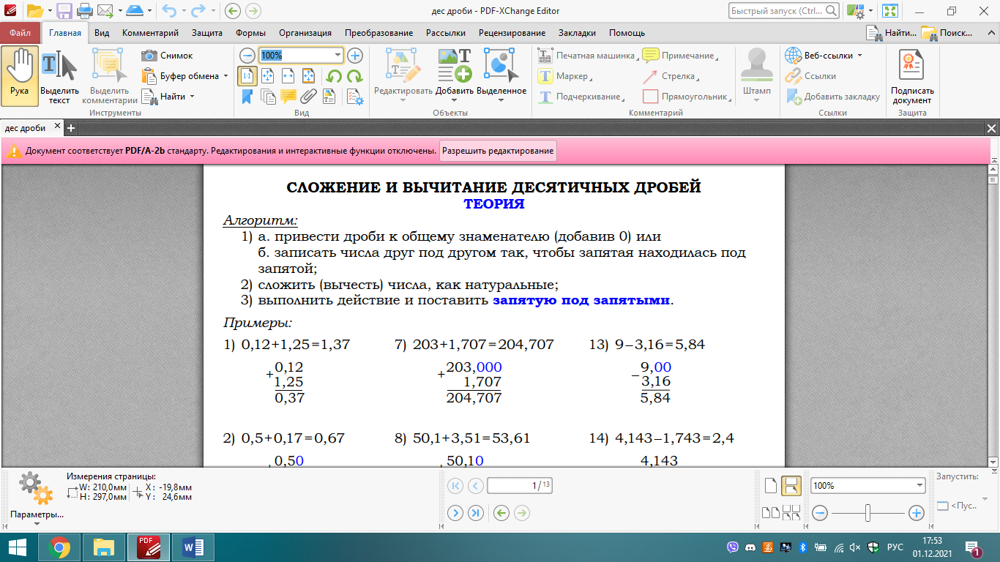 дес дроби - PDF-XChange Editor
Быстрый запуск (Ctrl...
Файл Главная Вид Комментарий Защита Формы Организация Преобразование Рассылки Рецензирование Закладки Помощь
Найти... Поиск...
Рука
Выделить текст
Выделить комментарии
Снимок
Буфер обмена
Найти
Инструменты
100%
1:1
Вид
Редактировать
Добавить
Выделенное
Объекты
Печатная машинка
Маркер
Подчеркивание
Примечание
Стрелка
Прямоугольник
Штамп
Комментарий
Веб-ссылки
Ссылки
Добавить закладку
Ссылки
Подписать документ
Защита
дес дроби
Документ соответствует PDF/A-2b стандарту. Редактирования и интерактивные функции отключены. Разрешить редактирование
СЛОЖЕНИЕ И ВЫЧИТАНИЕ ДЕСЯТИЧНЫХ ДРОБЕЙ
ТЕОРИЯ
Алгоритм:
1) а. привести дроби к общему знаменателю (добавив 0) или
б. записать числа друг под другом так, чтобы запятая находилась под
запятой;
2) сложить (вычесть) числа, как натуральные;
3) выполнить действие и поставить запятую под запятыми.
Примеры:
1) 0,12+1,25=1,37 7) 203+1,707=204,707 13) 9–3,16=5,84
0,12 203,000 9,00
+ + –
1,25 1,707 3,16
0,37 204,707 5,84
2) 0,5+0,17=0,67 8) 50,1+3,51=53,61 14) 4,143–1,743=2,4
0,50 50,10 4,143
Параметры...
Измерения страницы:
W: 210,0мм X : -19,8мм
H: 297,0мм Y : 24,6мм
1 / 13
100%
Запустить:
<Пус..
PDF
W
РУС
17:53
01.12.2021
1